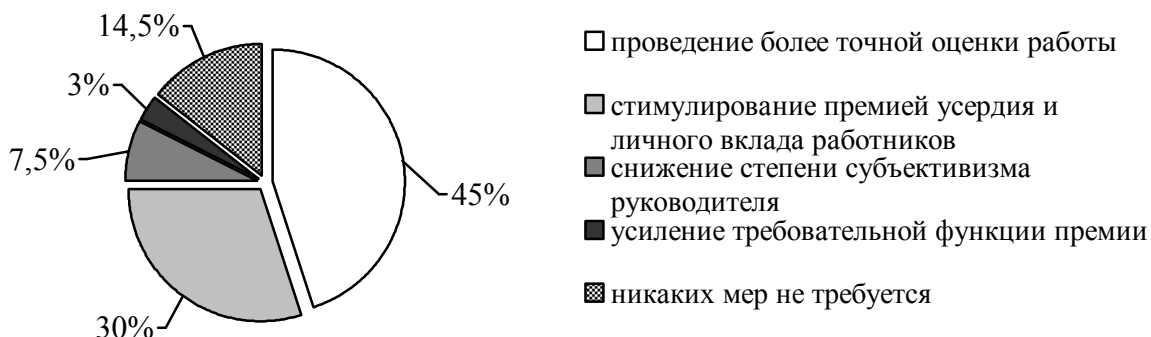 14,5%
3%
7,5%
45%
30%
проведение более точной оценки работы
стимулирование премией усердия и
личного вклада работников
снижение степени субъективизма
руководителя
усиление требовательной функции премии
никаких мер не требуется